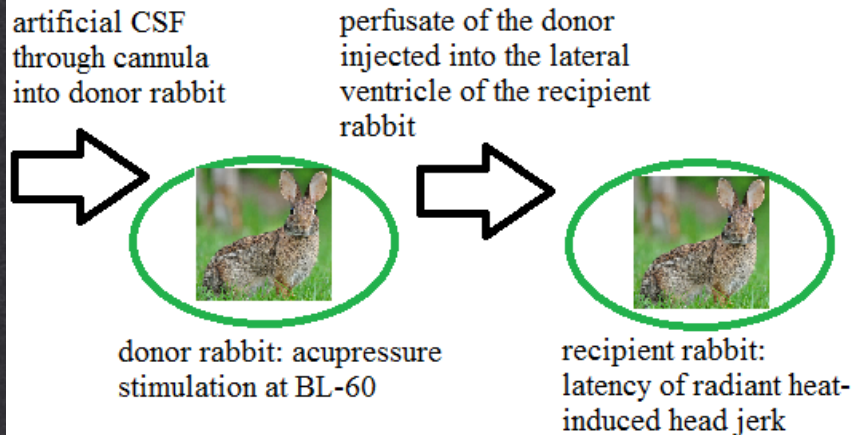 artificial CSF
through cannula
into donor rabbit
perfusate of the donor
injected into the lateral
ventricle of the recipient
rabbit
donor rabbit: acupressure
stimulation at BL-60
recipient rabbit:
latency of radiant heat-
induced head jerk